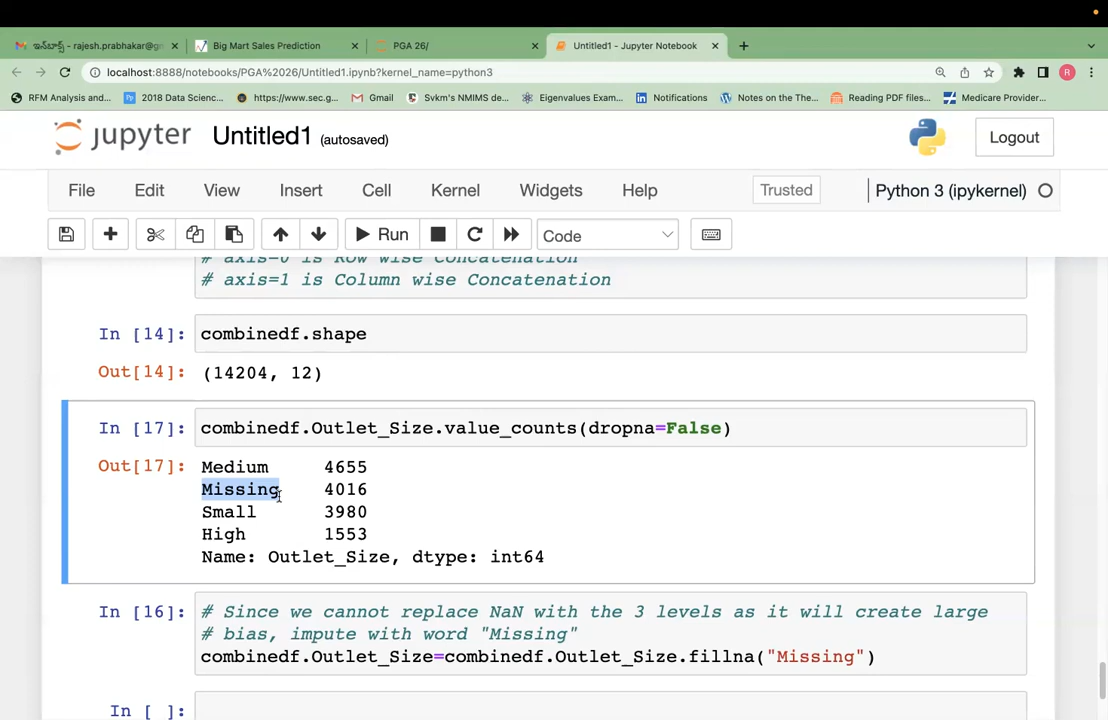 ఇన్‌బాక్స్ - rajesh.prabhakar@gm
Big Mart Sales Prediction
PGA 26/
Untitled1 - Jupyter Notebook
localhost:8888/notebooks/PGA%2026/Untitled1.ipynb?kernel_name=python3
RFM Analysis and...
2018 Data Scienc...
https://www.sec.g...
Gmail
Svkm's NMIMS de...
Eigenvalues Exam...
Notifications
Notes on the The...
Reading PDF files...
Medicare Provider...
jupyter Untitled1 (autosaved)
Logout
File Edit View Insert Cell Kernel Widgets Help
Trusted
Python 3 (ipykernel)
Run
Code
# axis=0 is Row wise Concatenation
# axis=1 is Column wise Concatenation
In [14]: combinedf.shape
Out[14]: (14204, 12)
In [17]: combinedf.Outlet_Size.value_counts(dropna=False)
Out[17]: Medium 4655
Missing 4016
Small 3980
High 1553
Name: Outlet_Size, dtype: int64
In [16]: # Since we cannot replace NaN with the 3 levels as it will create large
# bias, impute with word "Missing"
combinedf.Outlet_Size=combinedf.Outlet_Size.fillna("Missing")
In [ ]: